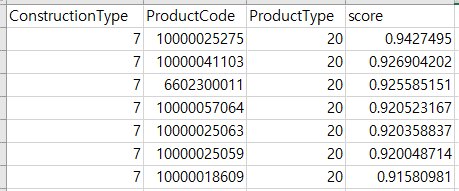 ConstructionType ProductCode ProductType score
7 10000025275 20 0.9427495
7 10000041103 20 0.926904202
7 6602300011 20 0.925585151
7 10000057064 20 0.920523167
7 10000025063 20 0.920358837
7 10000025059 20 0.920048714
7 10000018609 20 0.91580981